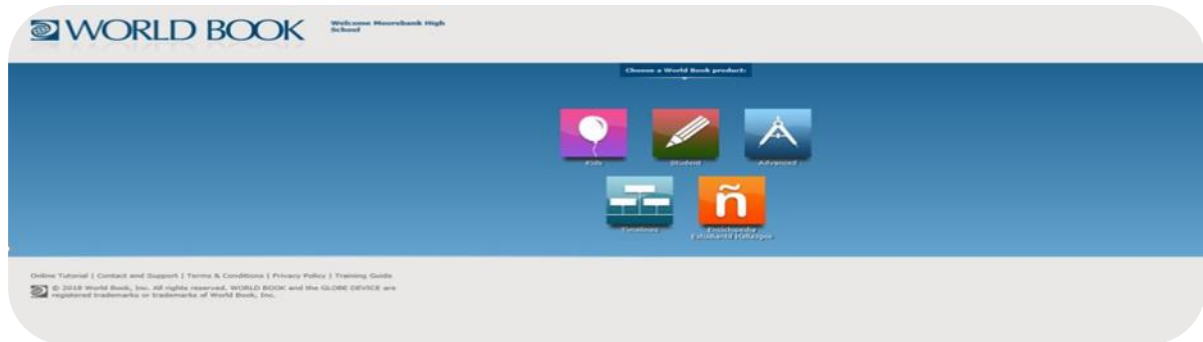 WORLD BOOK
Welcome Moorebank High
School
Choose a World Book product:
Kids
Student
Advanced
ñ
Timelines
Enciclopedia
Estudiantil Hallazgos
Online Tutorial | Contact and Support | Terms & Conditions | Privacy Policy | Training Guide
© 2018 World Book, Inc. All rights reserved. WORLD BOOK and the GLOBE DEVICE are
registered trademarks or trademarks of World Book, Inc.